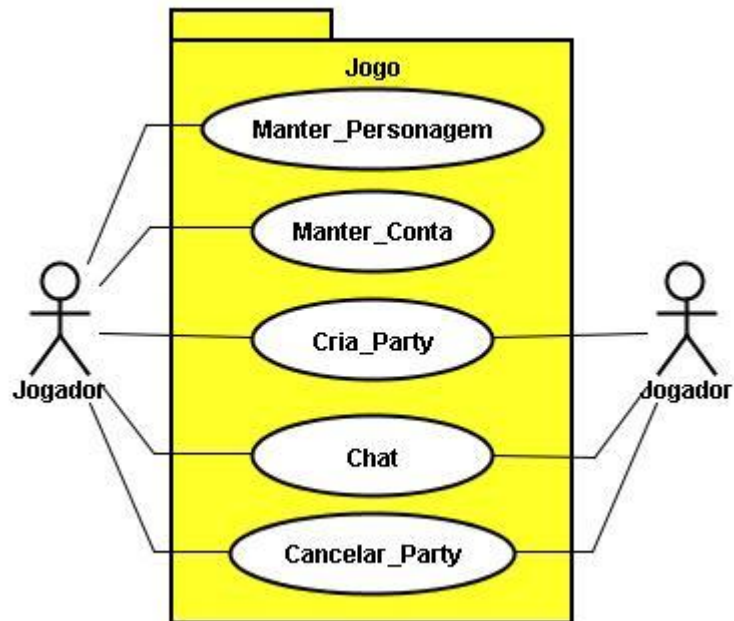 Jogo
Manter_Personagem
Manter_Conta
Cria_Party
Jogador
Jogador
Chat
Cancelar_Party